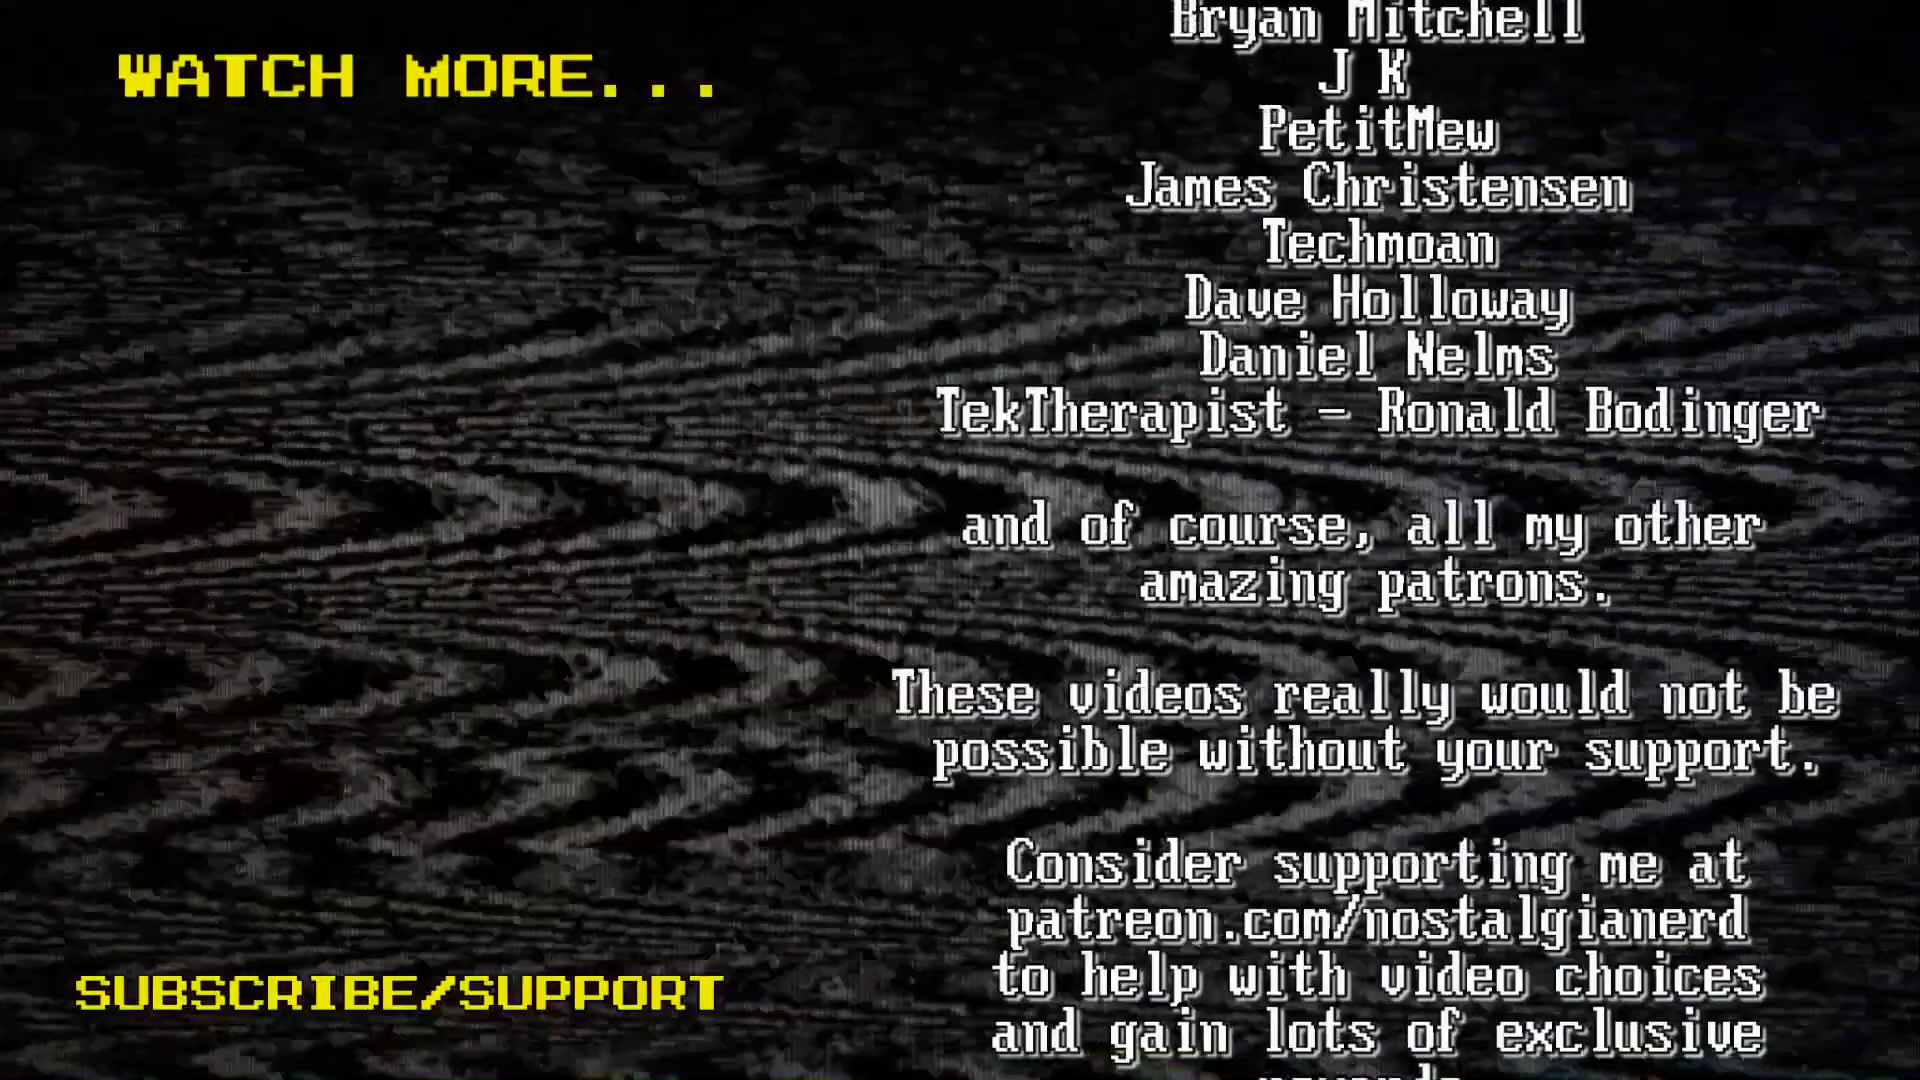 WATCH MORE...
Bryan Mitchell
J K
PetitMew
James Christensen
Techmoan
Dave Holloway
Daniel Nelms
TekTherapist - Ronald Bodinger
and of course, all my other
amazing patrons.
These videos really would not be
possible without your support.
Consider supporting me at
patreon.com/nostalgianerd
to help with video choices
and gain lots of exclusive
SUBSCRIBE/SUPPORT